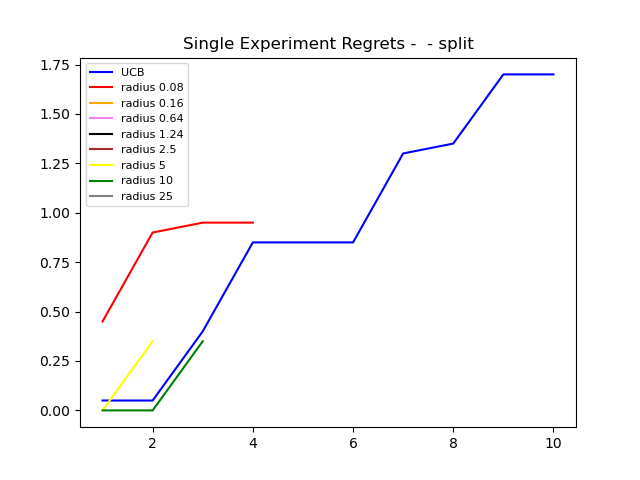 Single Experiment Regrets -  - split
1.75
1.50
1.25
1.00
0.75
0.50
0.25
0.00
UCB
radius 0.08
radius 0.16
radius 0.64
radius 1.24
radius 2.5
radius 5
radius 10
radius 25
2 4 6 8 10